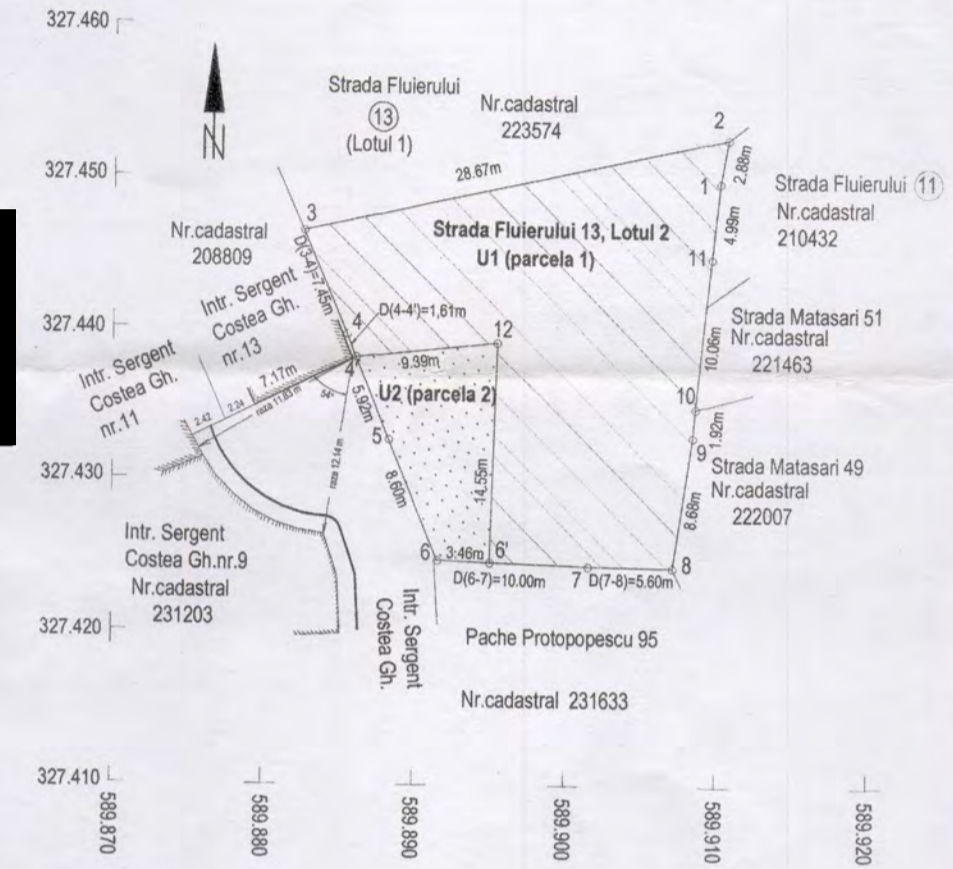 327.460
Strada Fluierului
13
(Lotul 1)
Nr.cadastral
223574
2
N
327.450
28.67m
2.88m
1
Strada Fluierului 11
Nr.cadastral
210432
3
Nr.cadastral
208809
Strada Fluierului 13, Lotul 2
U1 (parcela 1)
4.99m
11
D(3-4)=7.45m
Intr. Sergent
Costea Gh.
nr.13
327.440
4
D(4-4')=1,61m
12
Strada Matasari 51
Nr.cadastral
221463
10.06m
9.39m
4'
Intr. Sergent
Costea Gh.
nr.11
7.17m
raza 11.83 m
2.24
2.42
54°
U2 (parcela 2)
5.92m
10
1.92m
5
9
327.430
raza 12.14 m
8.60m
14.55m
Strada Matasari 49
Nr.cadastral
222007
8.68m
Intr. Sergent
Costea Gh.nr.9
Nr.cadastral
231203
6
3.46m
6'
D(6-7)=10.00m
7
D(7-8)=5.60m
8
327.420
Intr. Sergent
Costea Gh.
Pache Protopopescu 95
Nr.cadastral 231633
327.410
589.870
589.880
589.890
589.900
589.910
589.920